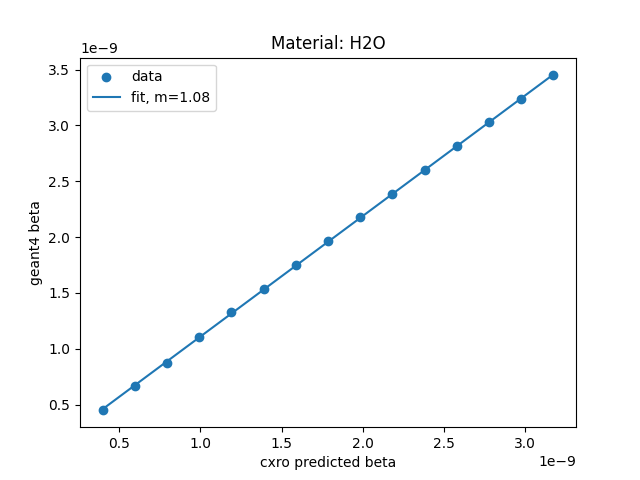 Material: H2O
1e−9
data
fit, m=1.08
3.5
3.0
2.5
2.0
1.5
1.0
0.5
geant4 beta
0.5 1.0 1.5 2.0 2.5 3.0
cxro predicted beta
1e−9